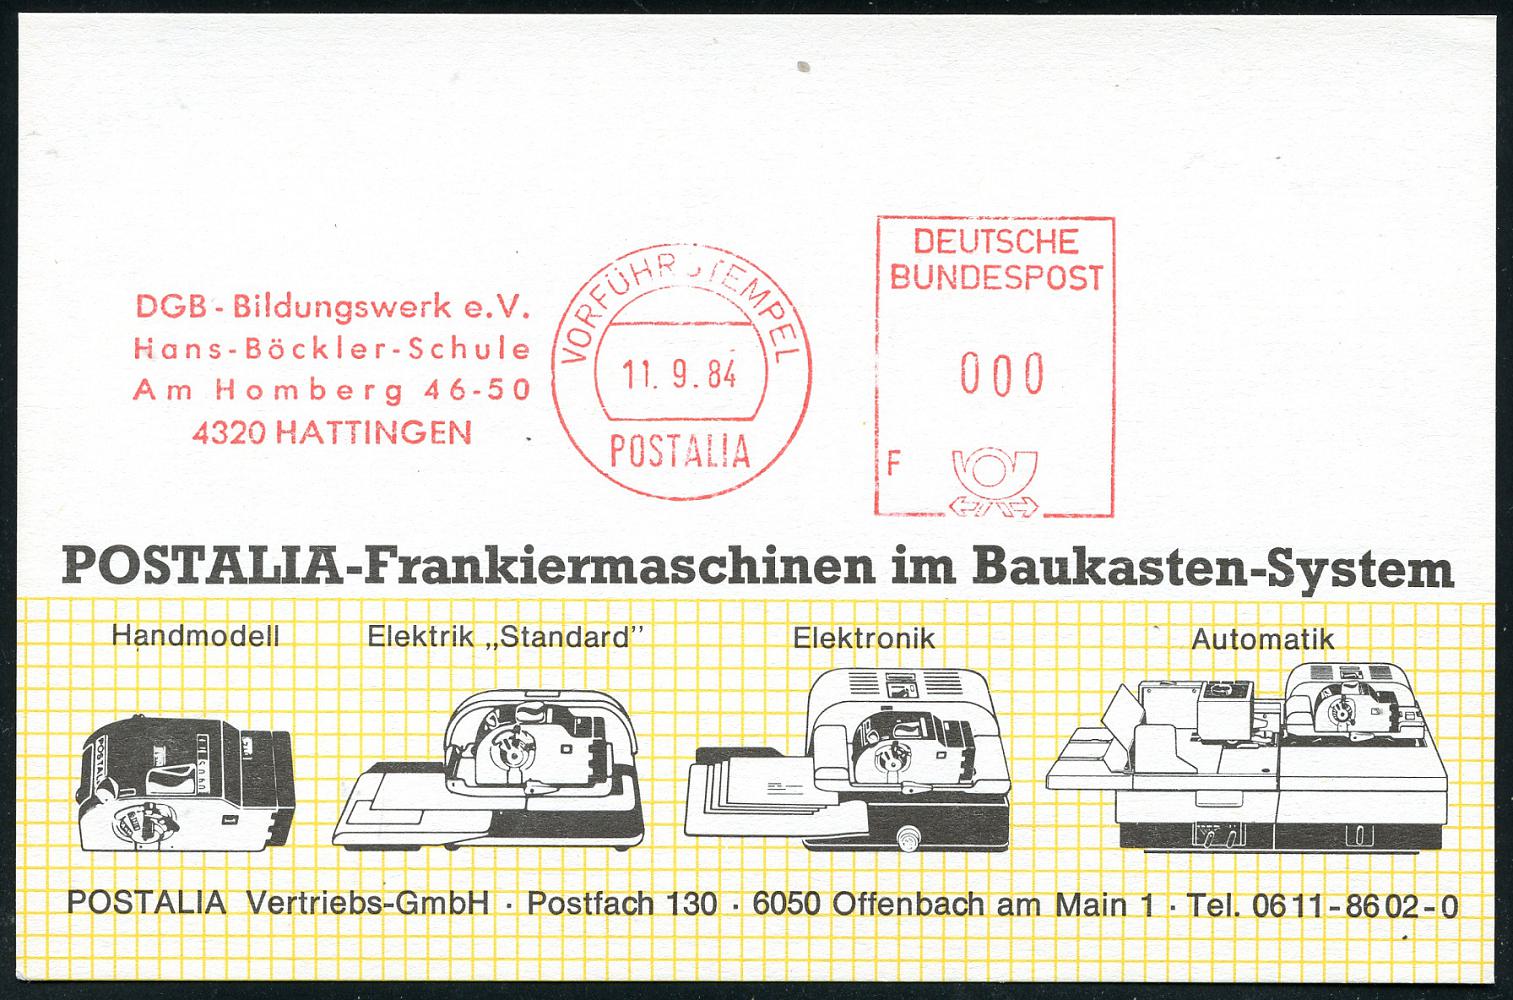 DGB-Bildungswerk e.V.
Hans-Böckler-Schule
Am Homberg 46-50
4320 HATTINGEN
VORFÜHRSTEMPEL
11. 9. 84
POSTALIA
DEUTSCHE
BUNDESPOST
000
F
POSTALIA-Frankiermaschinen im Baukasten-System
Handmodell
Elektrik „Standard”
Elektronik
Automatik
POSTALIA
POSTALIA Vertriebs-GmbH · Postfach 130 · 6050 Offenbach am Main 1 · Tel. 0611-8602-0